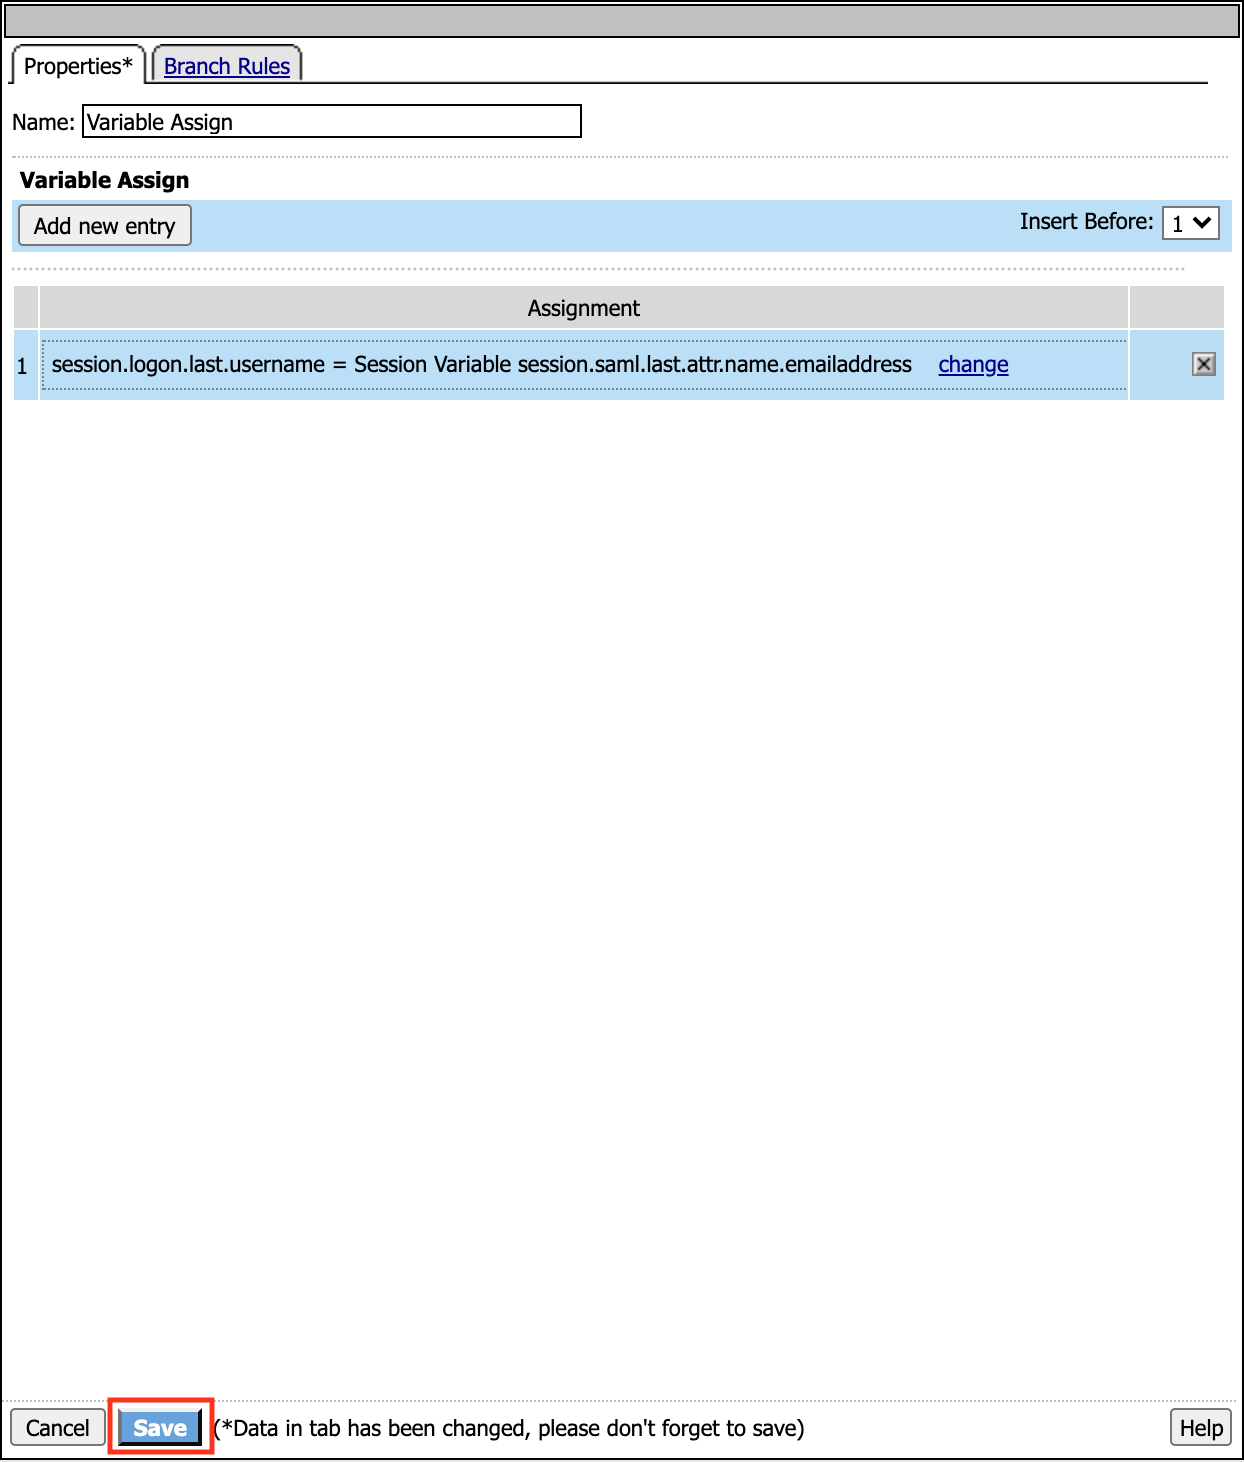 Properties* Branch Rules
Name: Variable Assign
Variable Assign
Add new entry Insert Before: 1
Assignment
1 session.logon.last.username = Session Variable session.saml.last.attr.name.emailaddress change
Cancel Save (*Data in tab has been changed, please don't forget to save) Help